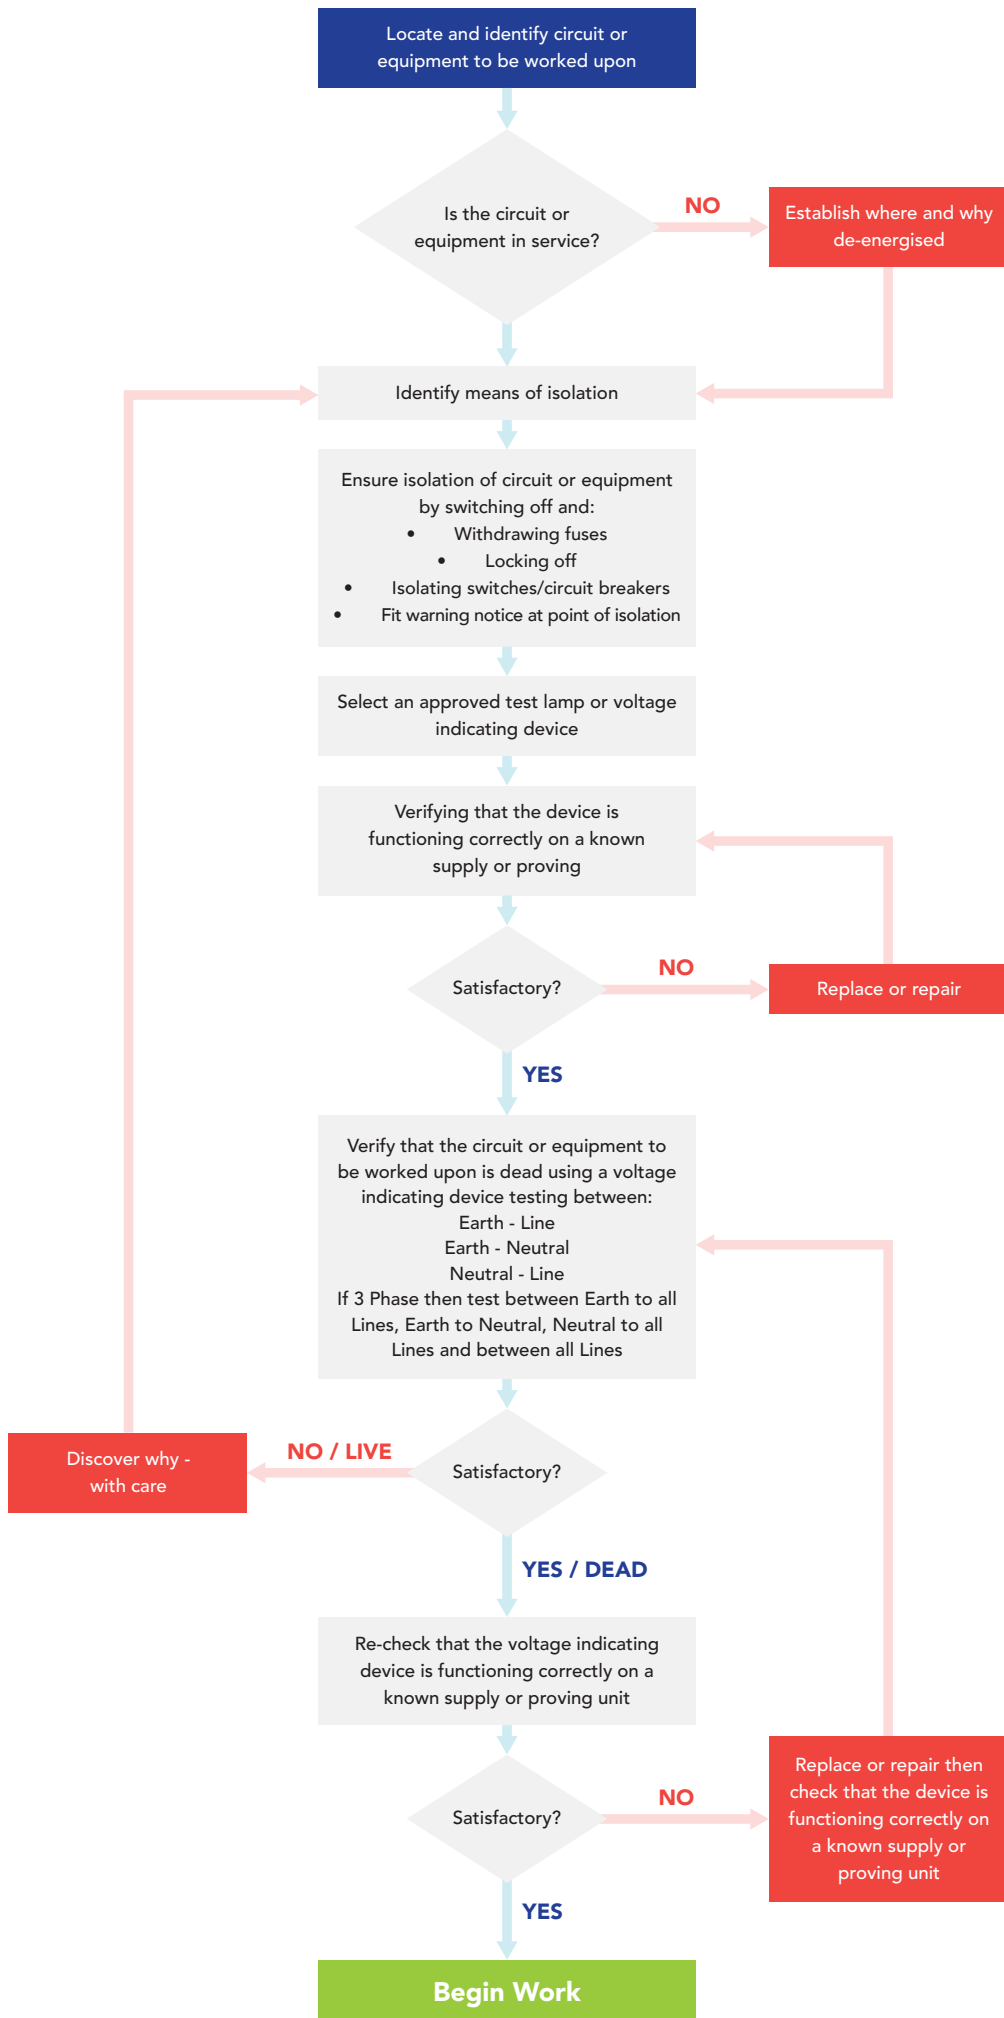 Locate and identify circuit or
equipment to be worked upon
Is the circuit or
equipment in service?
NO
Establish where and why
de-energised
Identify means of isolation
Ensure isolation of circuit or equipment
by switching off and:
• Withdrawing fuses
• Locking off
• Isolating switches/circuit breakers
• Fit warning notice at point of isolation
Select an approved test lamp or voltage
indicating device
Verifying that the device is
functioning correctly on a known
supply or proving
Satisfactory?
NO
Replace or repair
YES
Verify that the circuit or equipment to
be worked upon is dead using a voltage
indicating device testing between:
Earth - Line
Earth - Neutral
Neutral - Line
If 3 Phase then test between Earth to all
Lines, Earth to Neutral, Neutral to all
Lines and between all Lines
Discover why -
with care
NO / LIVE
Satisfactory?
YES / DEAD
Re-check that the voltage indicating
device is functioning correctly on a
known supply or proving unit
Satisfactory?
NO
Replace or repair then
check that the device is
functioning correctly on
a known supply or
proving unit
YES
Begin Work